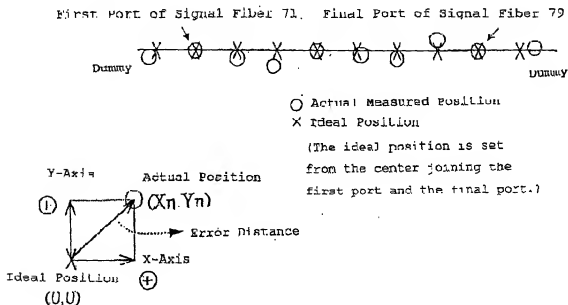 First Port of Signal Fiber 71. Final Port of Signal Fiber 79
Dummy
Dummy
Actual Measured Position
Ideal Position
(The ideal position is set
from the center joining the
first port and the final port.)
Y-Axis
Actual Position
(Xn.Yn)
Error Distance
X-Axis
Ideal Position
(0,0)